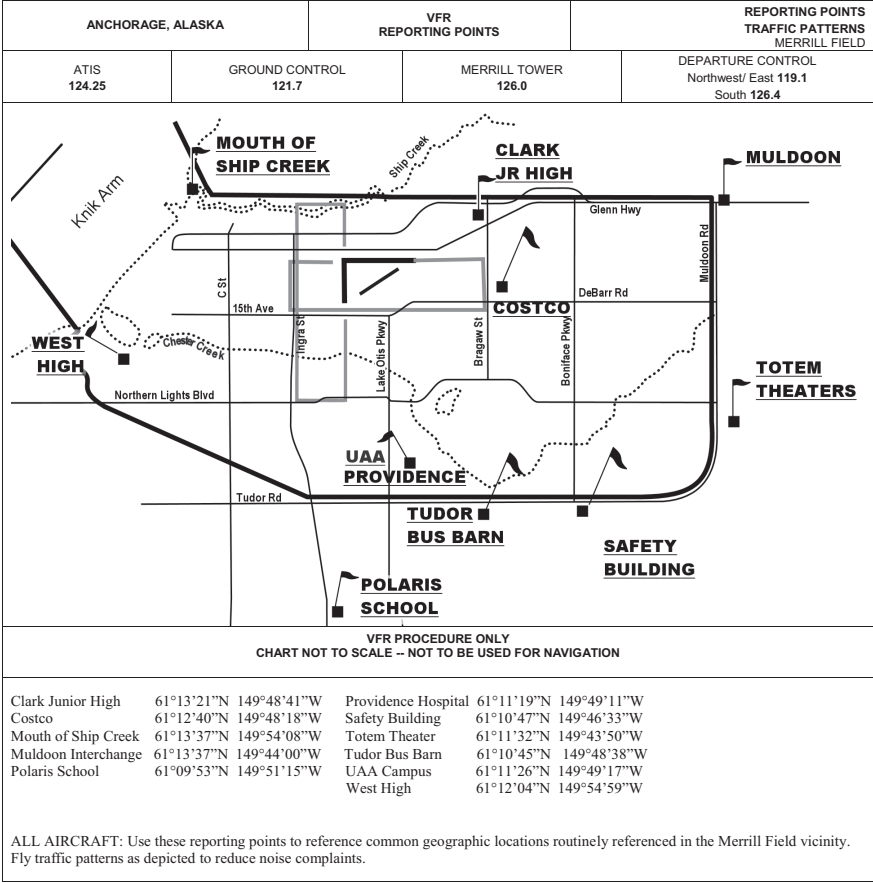 ANCHORAGE, ALASKA
VFR
REPORTING POINTS
REPORTING POINTS
TRAFFIC PATTERNS
MERRILL FIELD
ATIS
124.25
GROUND CONTROL
121.7
MERRILL TOWER
126.0
DEPARTURE CONTROL
Northwest/ East 119.1
South 126.4
MOUTH OF
SHIP CREEK
Ship Creek
CLARK
JR HIGH
MULDOON
Knik Arm
Glenn Hwy
Muldoon Rd
C St
COSTCO
DeBarr Rd
15th Ave
Ingra St
Lake Otis Pkwy
Bragaw St
Boniface Pkwy
WEST
HIGH
Chester Creek
TOTEM
THEATERS
Northern Lights Blvd
UAA
PROVIDENCE
Tudor Rd
TUDOR
BUS BARN
SAFETY
BUILDING
POLARIS
SCHOOL
VFR PROCEDURE ONLY
CHART NOT TO SCALE -- NOT TO BE USED FOR NAVIGATION
Clark Junior High 61°13’21”N 149°48’41”W
Costco 61°12’40”N 149°48’18”W
Mouth of Ship Creek 61°13’37”N 149°54’08”W
Muldoon Interchange 61°13’37”N 149°44’00”W
Polaris School 61°09’53”N 149°51’15”W
Providence Hospital 61°11’19”N 149°49’11”W
Safety Building 61°10’47”N 149°46’33”W
Totem Theater 61°11’32”N 149°43’50”W
Tudor Bus Barn 61°10’45”N 149°48’38”W
UAA Campus 61°11’26”N 149°49’17”W
West High 61°12’04”N 149°54’59”W
ALL AIRCRAFT: Use these reporting points to reference common geographic locations routinely referenced in the Merrill Field vicinity.
Fly traffic patterns as depicted to reduce noise complaints.